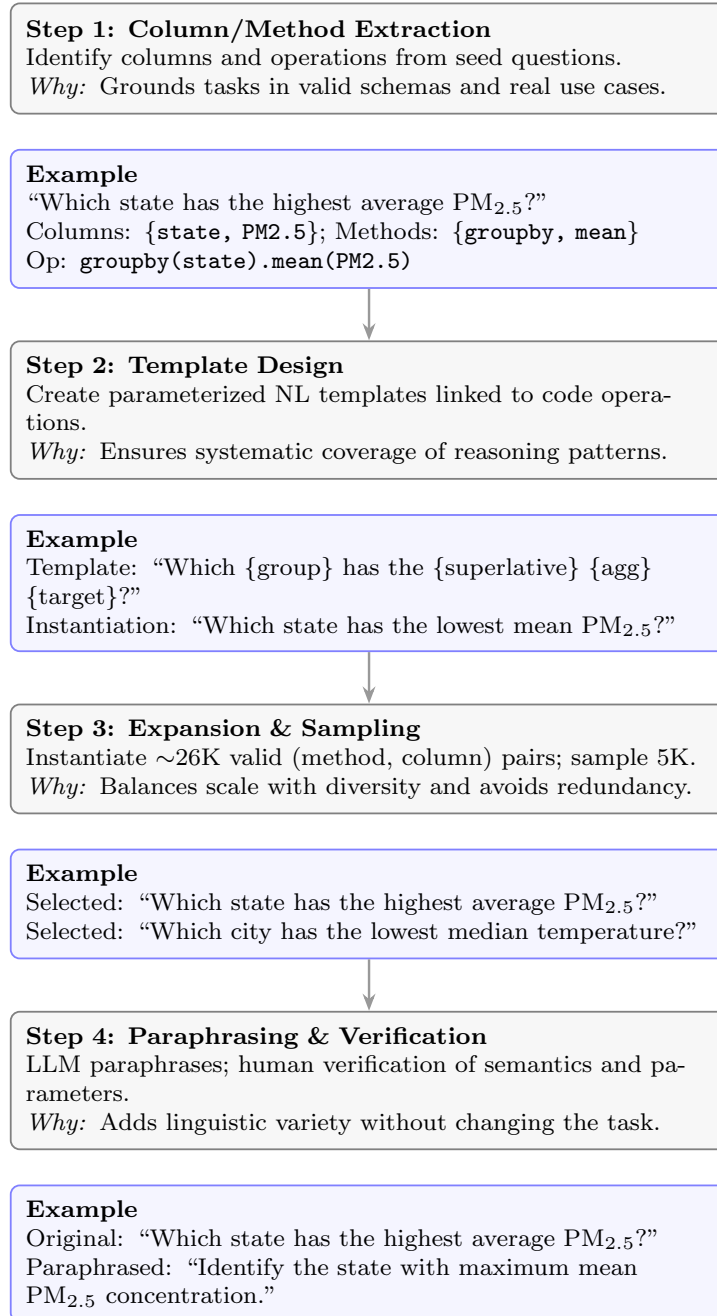 Step 1: Column/Method Extraction
Identify columns and operations from seed questions.
Why: Grounds tasks in valid schemas and real use cases.
Example
“Which state has the highest average PM2.5?”
Columns: {state, PM2.5}; Methods: {groupby, mean}
Op: groupby(state).mean(PM2.5)
Step 2: Template Design
Create parameterized NL templates linked to code opera-
tions.
Why: Ensures systematic coverage of reasoning patterns.
Example
Template: “Which {group} has the {superlative} {agg}
{target}?”
Instantiation: “Which state has the lowest mean PM2.5?”
Step 3: Expansion & Sampling
Instantiate ∼26K valid (method, column) pairs; sample 5K.
Why: Balances scale with diversity and avoids redundancy.
Example
Selected: “Which state has the highest average PM2.5?”
Selected: “Which city has the lowest median temperature?”
Step 4: Paraphrasing & Verification
LLM paraphrases; human verification of semantics and pa-
rameters.
Why: Adds linguistic variety without changing the task.
Example
Original: “Which state has the highest average PM2.5?”
Paraphrased: “Identify the state with maximum mean
PM2.5 concentration.”